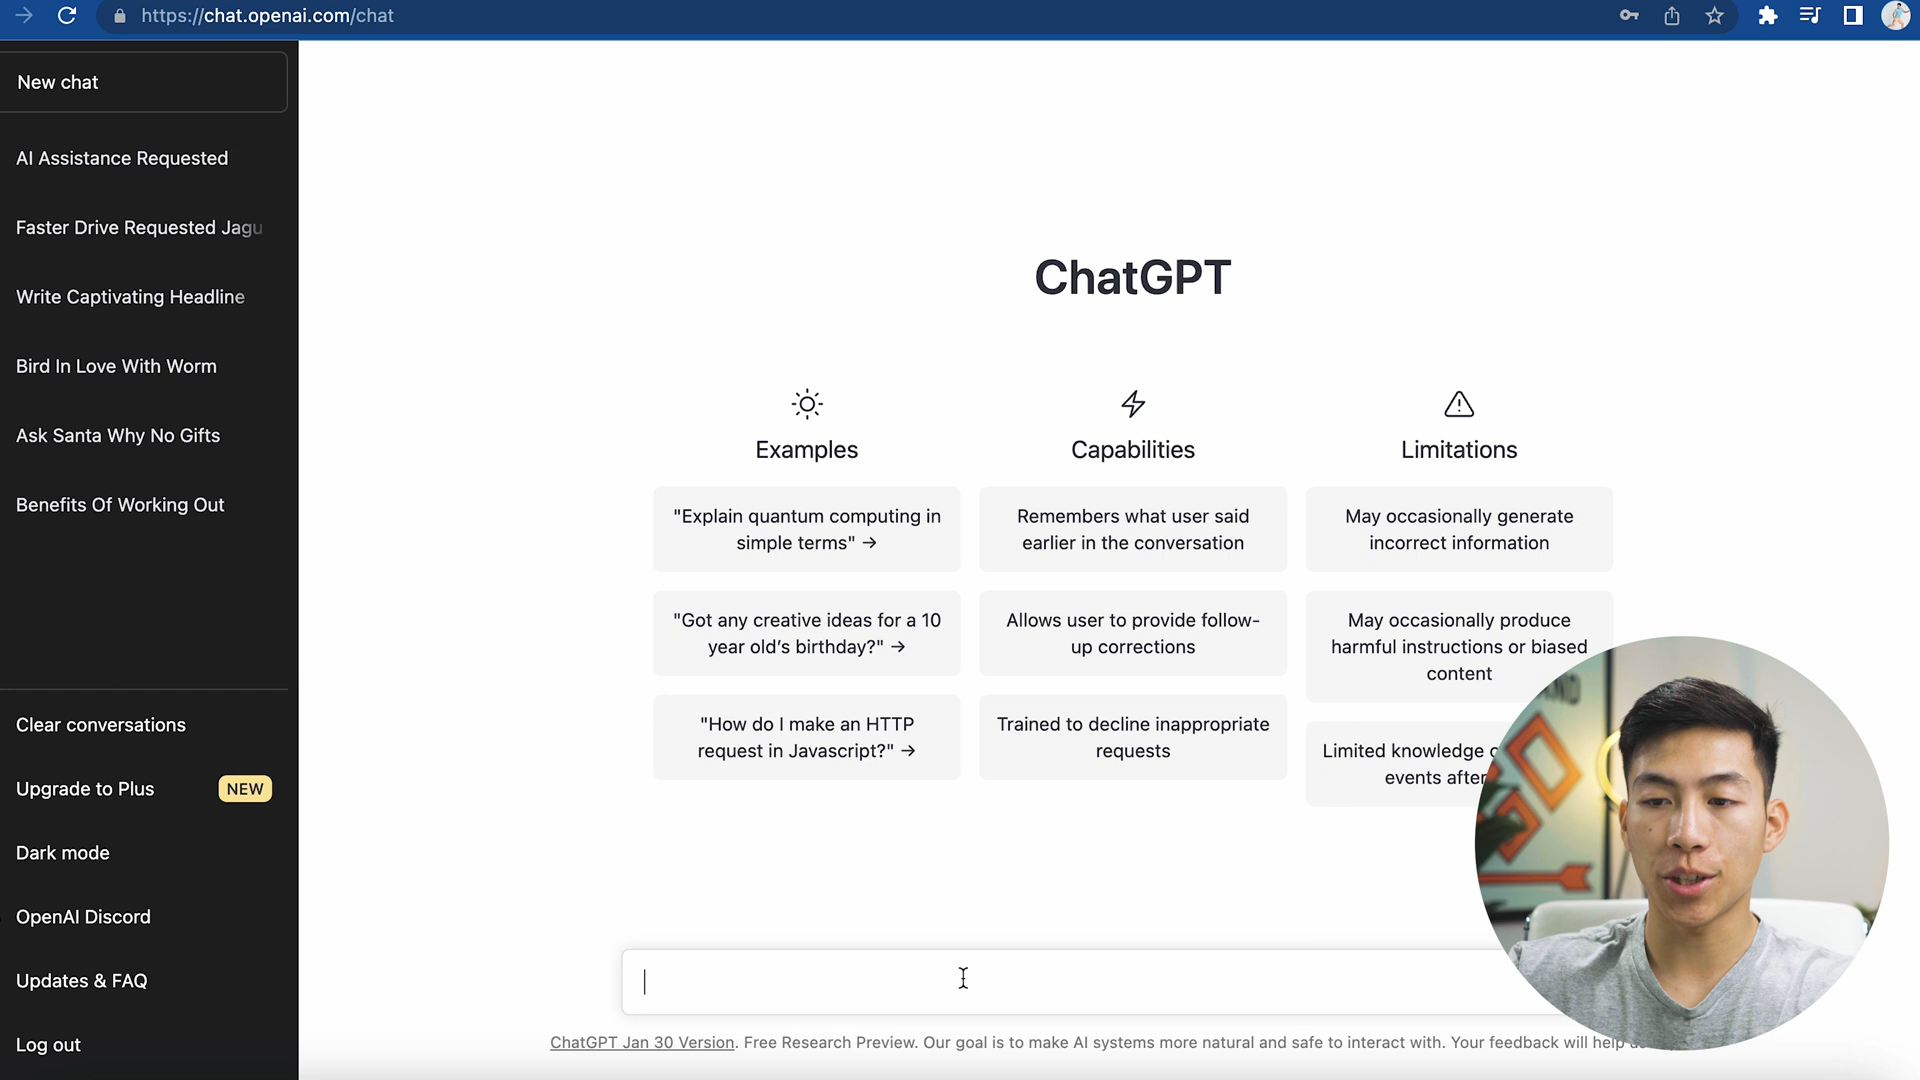 https://chat.openai.com/chat
New chat
AI Assistance Requested
Faster Drive Requested Jagu
Write Captivating Headline
Bird In Love With Worm
Ask Santa Why No Gifts
Benefits Of Working Out
Clear conversations
Upgrade to Plus
NEW
Dark mode
OpenAI Discord
Updates & FAQ
Log out
ChatGPT
Examples
"Explain quantum computing in
simple terms" →
"Got any creative ideas for a 10
year old’s birthday?" →
"How do I make an HTTP
request in Javascript?" →
Capabilities
Remembers what user said
earlier in the conversation
Allows user to provide follow-
up corrections
Trained to decline inappropriate
requests
Limitations
May occasionally generate
incorrect information
May occasionally produce
harmful instructions or biased
content
Limited knowledge
events after
ChatGPT Jan 30 Version. Free Research Preview. Our goal is to make AI systems more natural and safe to interact with. Your feedback will help